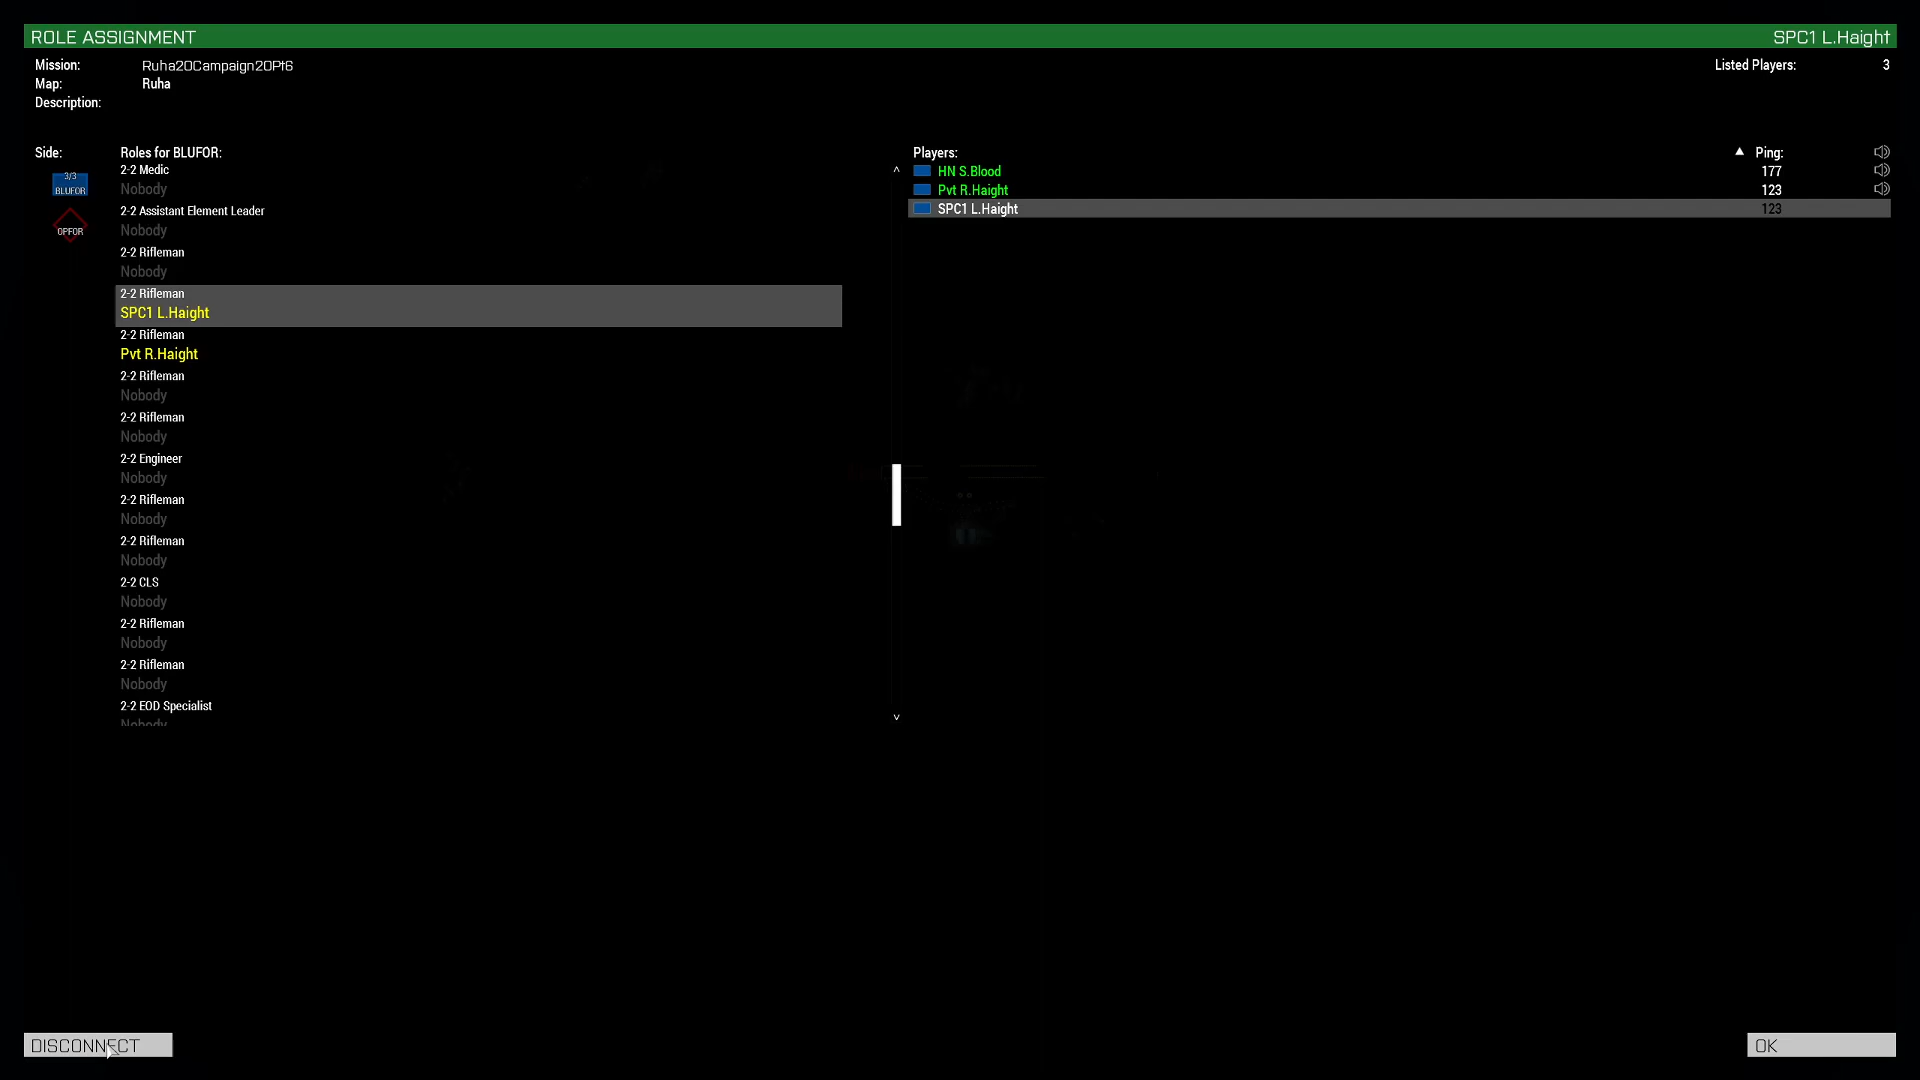 ROLE ASSIGNMENT SPC1 L.Haight
Mission: Ruha20Campaign20Pt6 Listed Players: 3
Map: Ruha
Description:
Side: Roles for BLUFOR: Players: ▲ Ping:
2-2 Medic
HN S.Blood 177
3/3
BLUFOR
Nobody
Pvt R.Haight 123
2-2 Assistant Element Leader
SPC1 L.Haight 123
OPFOR
Nobody
2-2 Rifleman
Nobody
2-2 Rifleman
SPC1 L.Haight
2-2 Rifleman
Pvt R.Haight
2-2 Rifleman
Nobody
2-2 Rifleman
Nobody
2-2 Engineer
Nobody
2-2 Rifleman
Nobody
2-2 Rifleman
Nobody
2-2 CLS
Nobody
2-2 Rifleman
Nobody
2-2 Rifleman
Nobody
2-2 EOD Specialist
Nobody
DISCONNECT OK